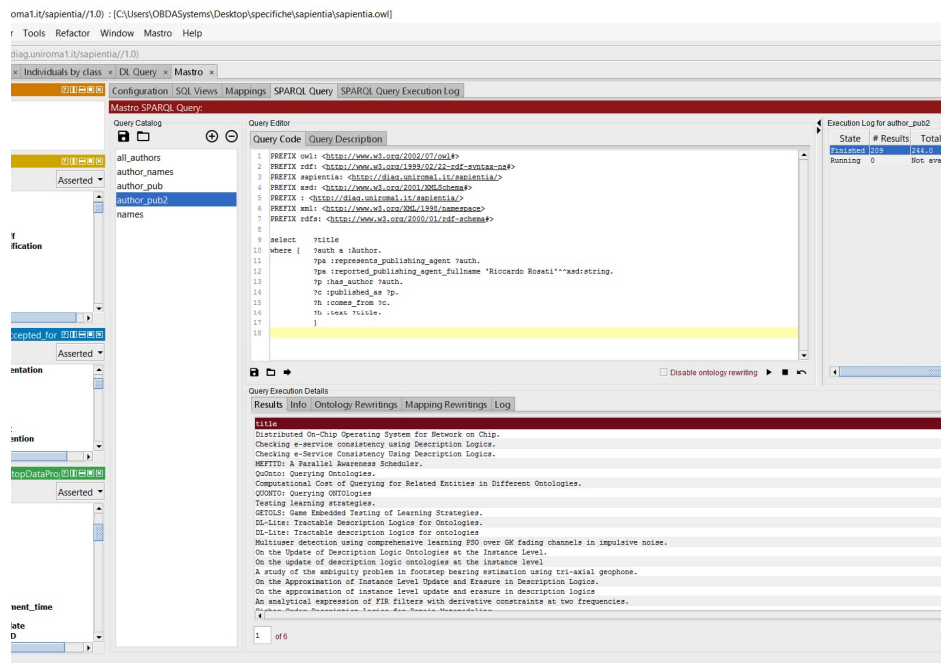 oma1.it/sapientia//1.0) : [C:\Users\OBDASystems\Desktop\specifiche\sapientia\sapientia.owl]
r Tools Refactor Window Mastro Help
diag.uniroma1.it/sapientia//1.0)
× Individuals by class × DL Query × Mastro ×
Configuration SQL Views Mappings SPARQL Query SPARQL Query Execution Log
Mastro SPARQL Query:
Query Catalog
all_authors
author_names
author_pub
author_pub2
names
Asserted
ff
ification
ccepted_for
Asserted
entation
t
ention
topDataPro
Asserted
ment_time
late
D
Query Editor
Query Code Query Description
1 PREFIX owl: <http://www.w3.org/2002/07/owl#>
2 PREFIX rdf: <http://www.w3.org/1999/02/22-rdf-syntax-ns#>
3 PREFIX sapientia: <http://diag.uniroma1.it/sapientia/>
4 PREFIX xsd: <http://www.w3.org/2001/XMLSchema#>
5 PREFIX : <http://diag.uniroma1.it/sapientia/>
6 PREFIX xml: <http://www.w3.org/XML/1998/namespace>
7 PREFIX rdfs: <http://www.w3.org/2000/01/rdf-schema#>
8
9 select ?title
10 where { ?auth a :Author.
11 ?pa :represents_publishing_agent ?auth.
12 ?pa :reported_publishing_agent_fullname 'Riccardo Rosati'^^xsd:string.
13 ?p :has_author ?auth.
14 ?c :published_as ?p.
15 ?h :comes_from ?c.
16 ?h :text ?title.
17 }
18
Disable ontology rewriting
Execution Log for author_pub2
State # Results Total
Finished 209 244.0
Running 0 Not ava
Query Execution Details
Results Info Ontology Rewritings Mapping Rewritings Log
title
Distributed On-Chip Operating System for Network on Chip.
Checking e-service consistency using Description Logics.
Checking e-Service Consistency Using Description Logics.
MEFITD: A Parallel Awareness Scheduler.
QuOnto: Querying Ontologies.
Computational Cost of Querying for Related Entities in Different Ontologies.
QUONTO: Querying ONTOlogies
Testing learning strategies.
GETOLS: Game Embedded Testing of Learning Strategies.
DL-Lite: Tractable Description Logics for Ontologies.
DL-Lite: Tractable description logics for ontologies
Multiuser detection using comprehensive learning PSO over GK fading channels in impulsive noise.
On the Update of Description Logic Ontologies at the Instance Level.
On the update of description logic ontologies at the instance level
A study of the ambiguity problem in footstep bearing estimation using tri-axial geophone.
On the Approximation of Instance Level Update and Erasure in Description Logics.
On the approximation of instance level update and erasure in description logics
An analytical expression of FIR filters with derivative constraints at two frequencies.
1 of 6